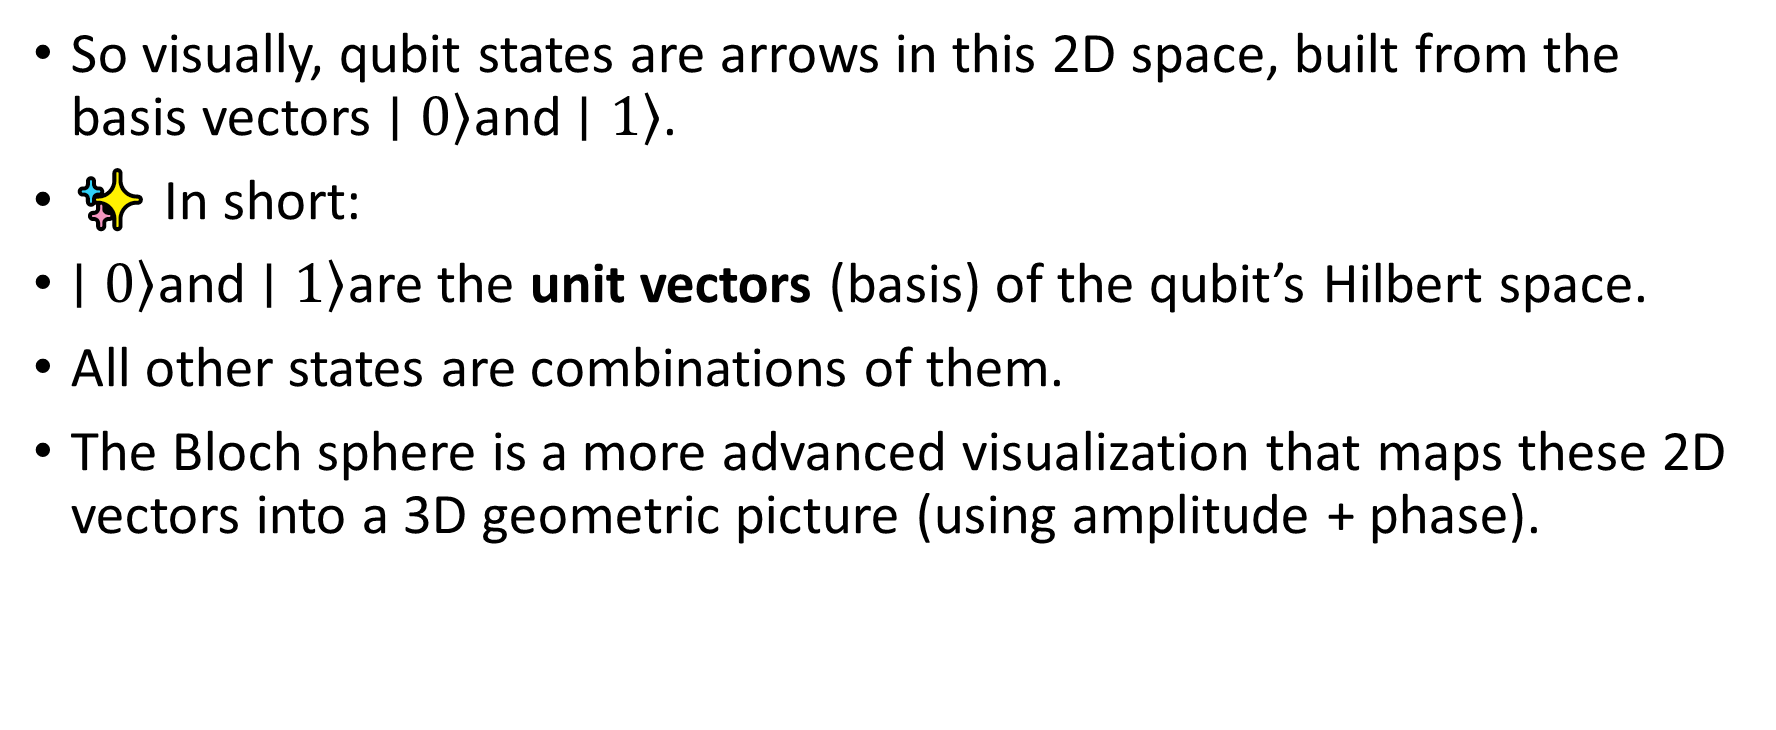 • So visually, qubit states are arrows in this 2D space, built from the
basis vectors ∣ 0⟩and ∣ 1⟩.
• ✨ In short:
• ∣ 0⟩and ∣ 1⟩are the unit vectors (basis) of the qubit’s Hilbert space.
• All other states are combinations of them.
• The Bloch sphere is a more advanced visualization that maps these 2D
vectors into a 3D geometric picture (using amplitude + phase).